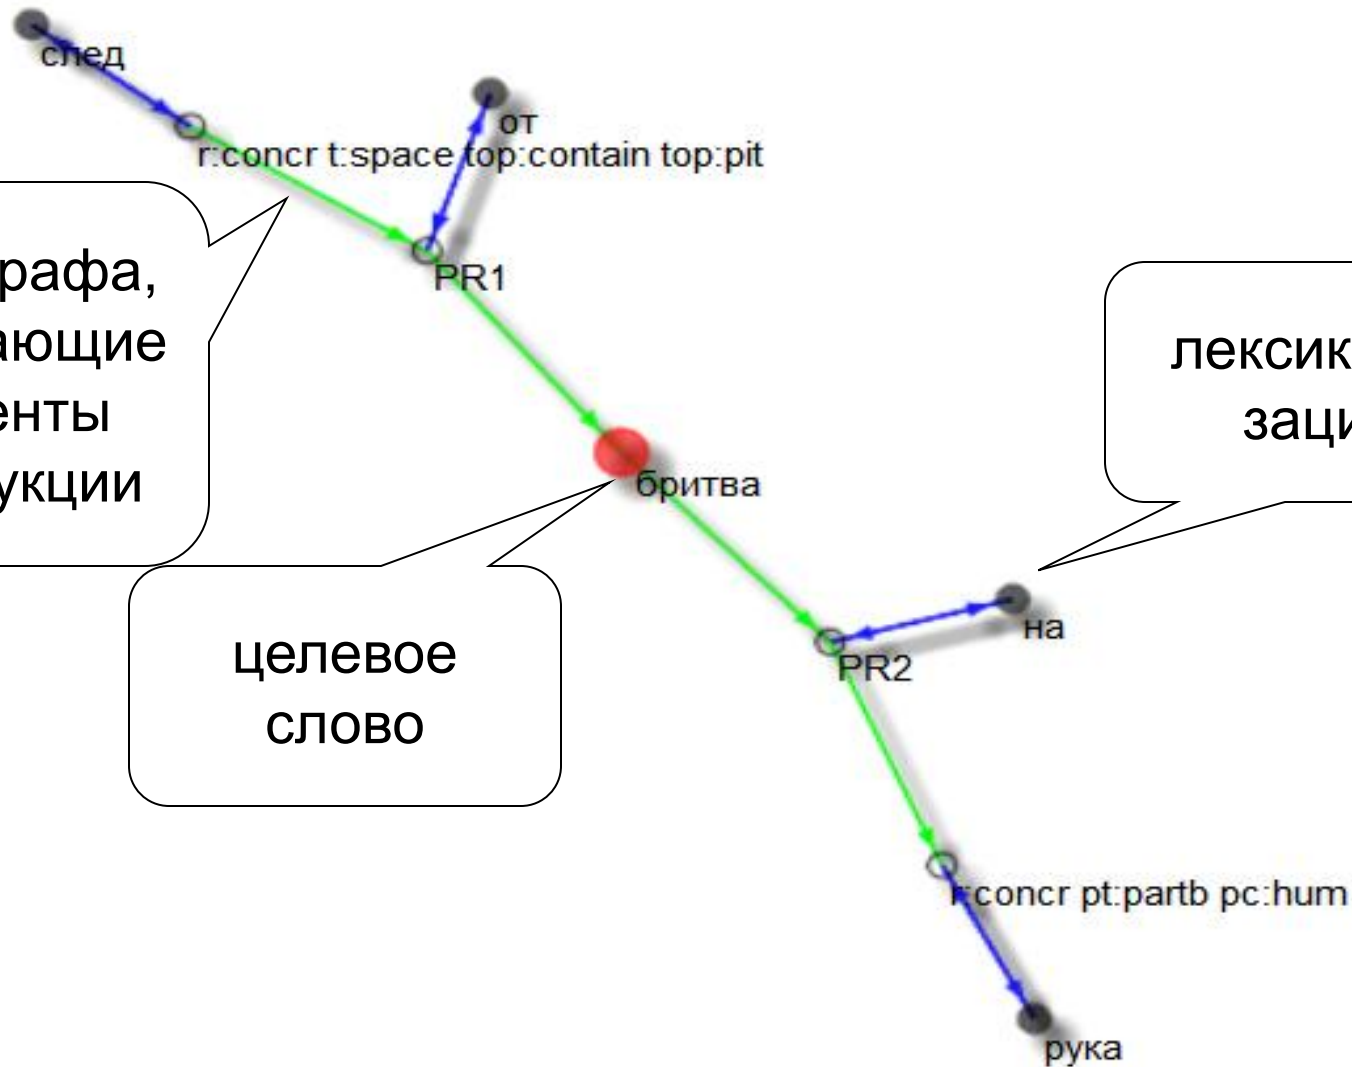 след
от
r:concr t:space top:contain top:pit
PR1
рафа,
ающие
енты
укции
лексик
заци
бритва
на
PR2
целевое
слово
r:concr pt:partb pc:hum
рука